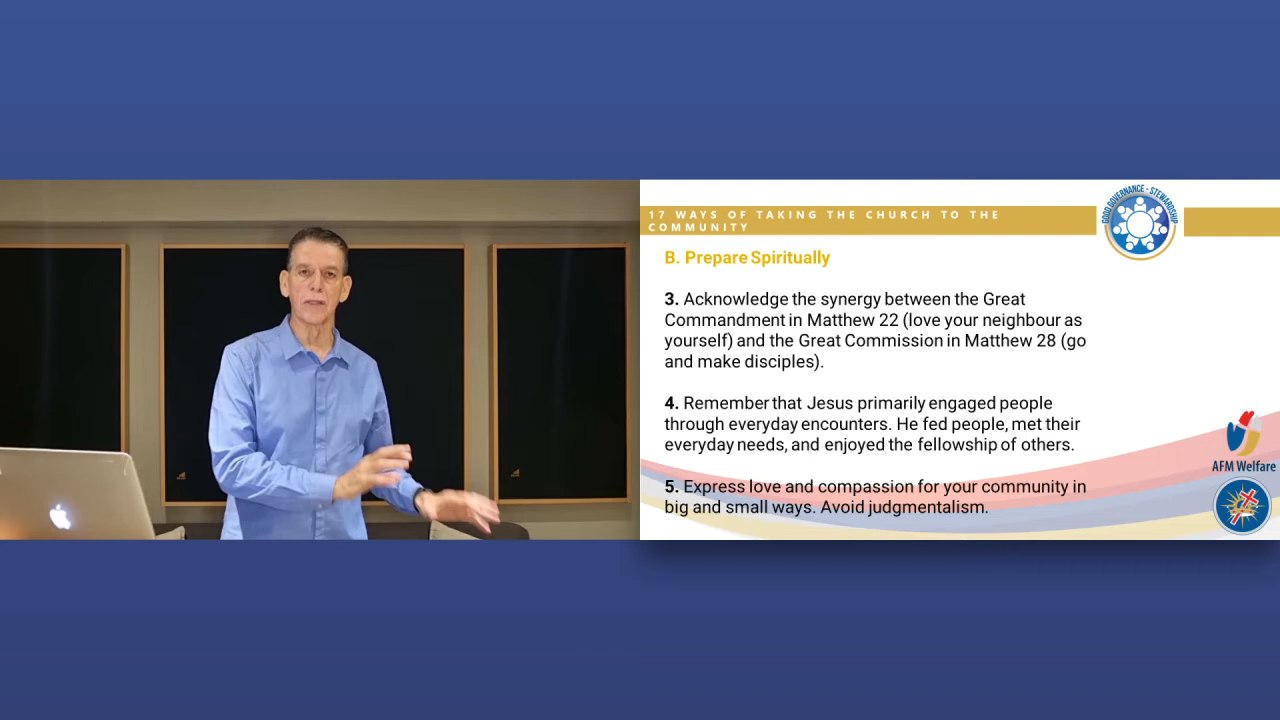 17 WAYS OF TAKING THE CHURCH TO THE
COMMUNITY
GOOD GOVERNANCE - STEWARDSHIP
B. Prepare Spiritually
3. Acknowledge the synergy between the Great
Commandment in Matthew 22 (love your neighbour as
yourself) and the Great Commission in Matthew 28 (go
and make disciples).
4. Remember that Jesus primarily engaged people
through everyday encounters. He fed people, met their
everyday needs, and enjoyed the fellowship of others.
5. Express love and compassion for your community in
big and small ways. Avoid judgmentalism.
AFM Welfare